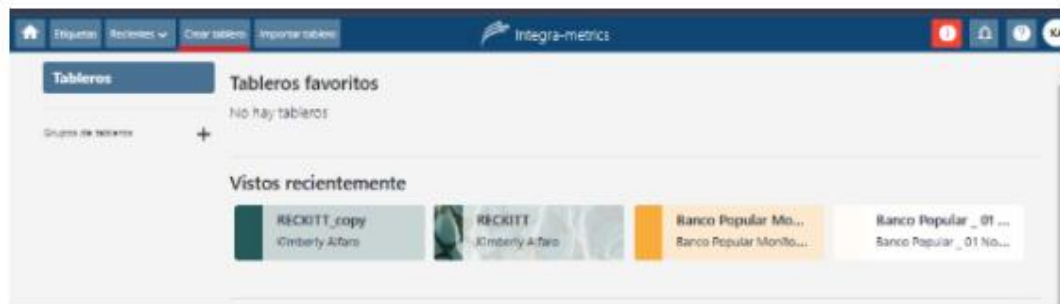 Etiquetas Recientes Crear tablero Importar tablero Integra-metrics
Tableros
Grupos de tableros
Tableros favoritos
No hay tableros
Vistos recientemente
RECKITT_copy
Kimberly Alfaro
RECKITT
Kimberly Alfaro
Banco Popular Mo...
Banco Popular Monito...
Banco Popular _ 01 ...
Banco Popular _ 01 No...